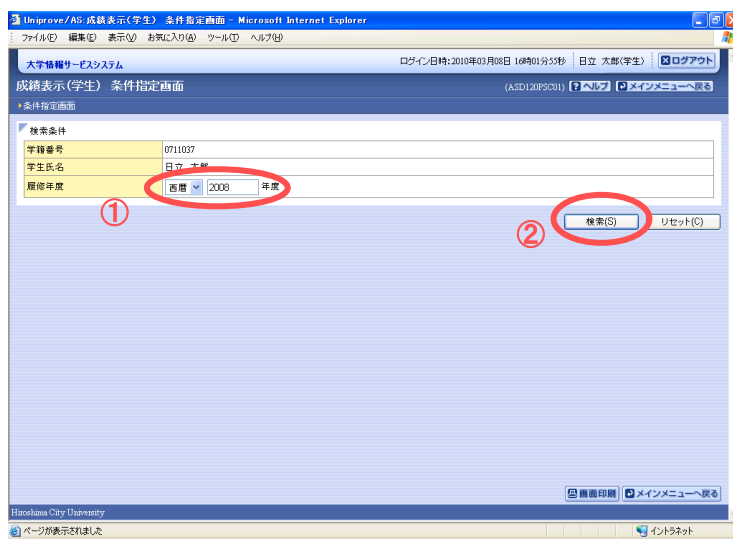 Uniprove/AS:成績表示(学生) 条件指定画面 - Microsoft Internet Explorer
ファイル(F) 編集(E) 表示(V) お気に入り(A) ツール(T) ヘルプ(H)
大学情報サービスシステム ログイン日時:2010年03月08日 16時01分55秒 日立 太郎(学生) ログアウト
成績表示(学生) 条件指定画面 (ASD120PSC01) ヘルプ メインメニューへ戻る
条件指定画面
検索条件
学籍番号 0711037
学生氏名 日立 太郎
履修年度 西暦 2008 年度
①
② 検索(S) リセット(C)
画面印刷 メインメニューへ戻る
Hiroshima City University
ページが表示されました イントラネット